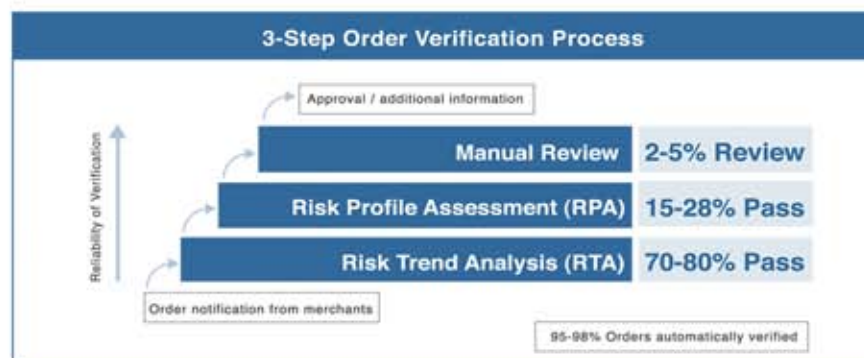 3-Step Order Verification Process
Approval / additional information
Manual Review 2-5% Review
Risk Profile Assessment (RPA) 15-28% Pass
Risk Trend Analysis (RTA) 70-80% Pass
Reliability of Verification
Order notification from merchants
95-98% Orders automatically verified